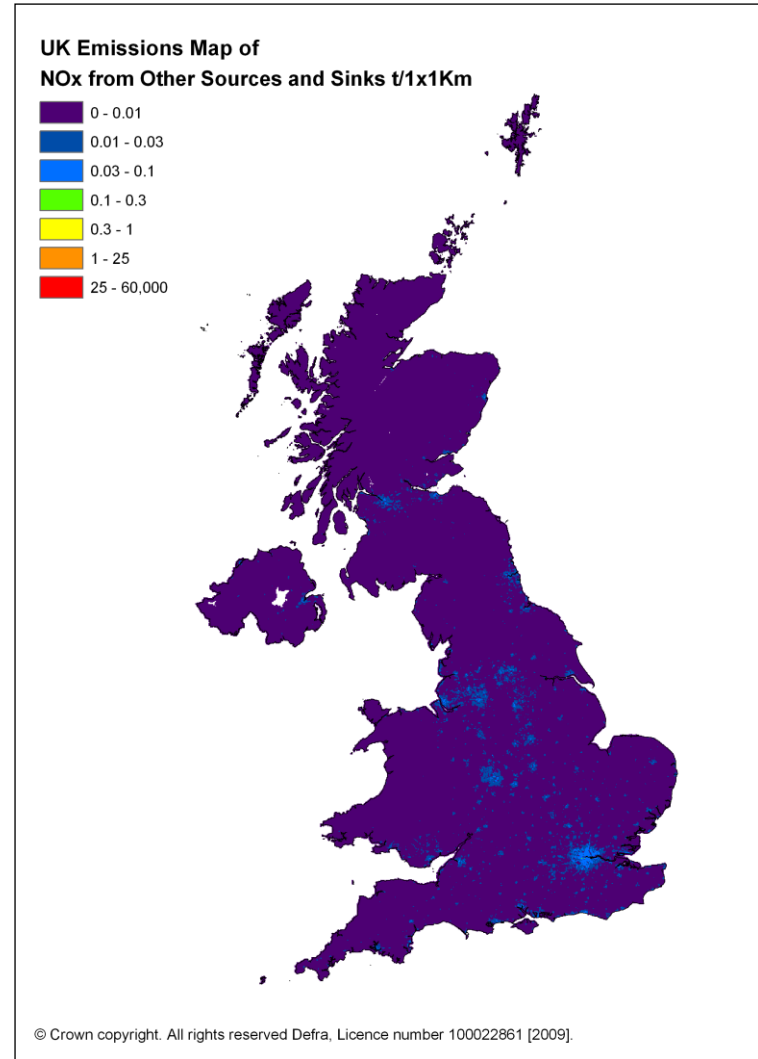 UK Emissions Map of
NOx from Other Sources and Sinks t/1x1Km
0 - 0.01
0.01 - 0.03
0.03 - 0.1
0.1 - 0.3
0.3 - 1
1 - 25
25 - 60,000
© Crown copyright. All rights reserved Defra, Licence number 100022861 [2009].